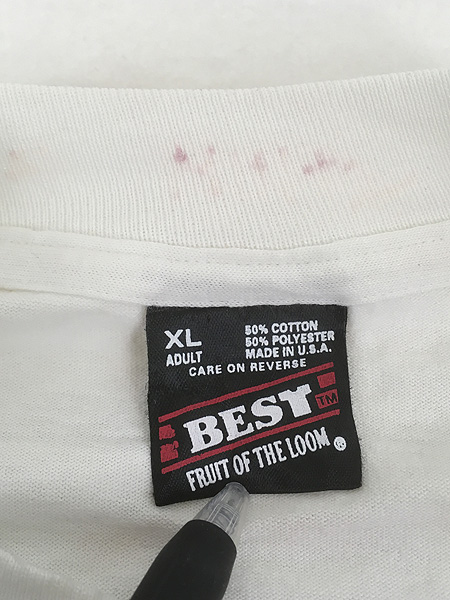 XL
ADULT
50% COTTON
50% POLYESTER
MADE IN U.S.A.
CARE ON REVERSE
BEST
TM
FRUIT OF THE LOOM ®